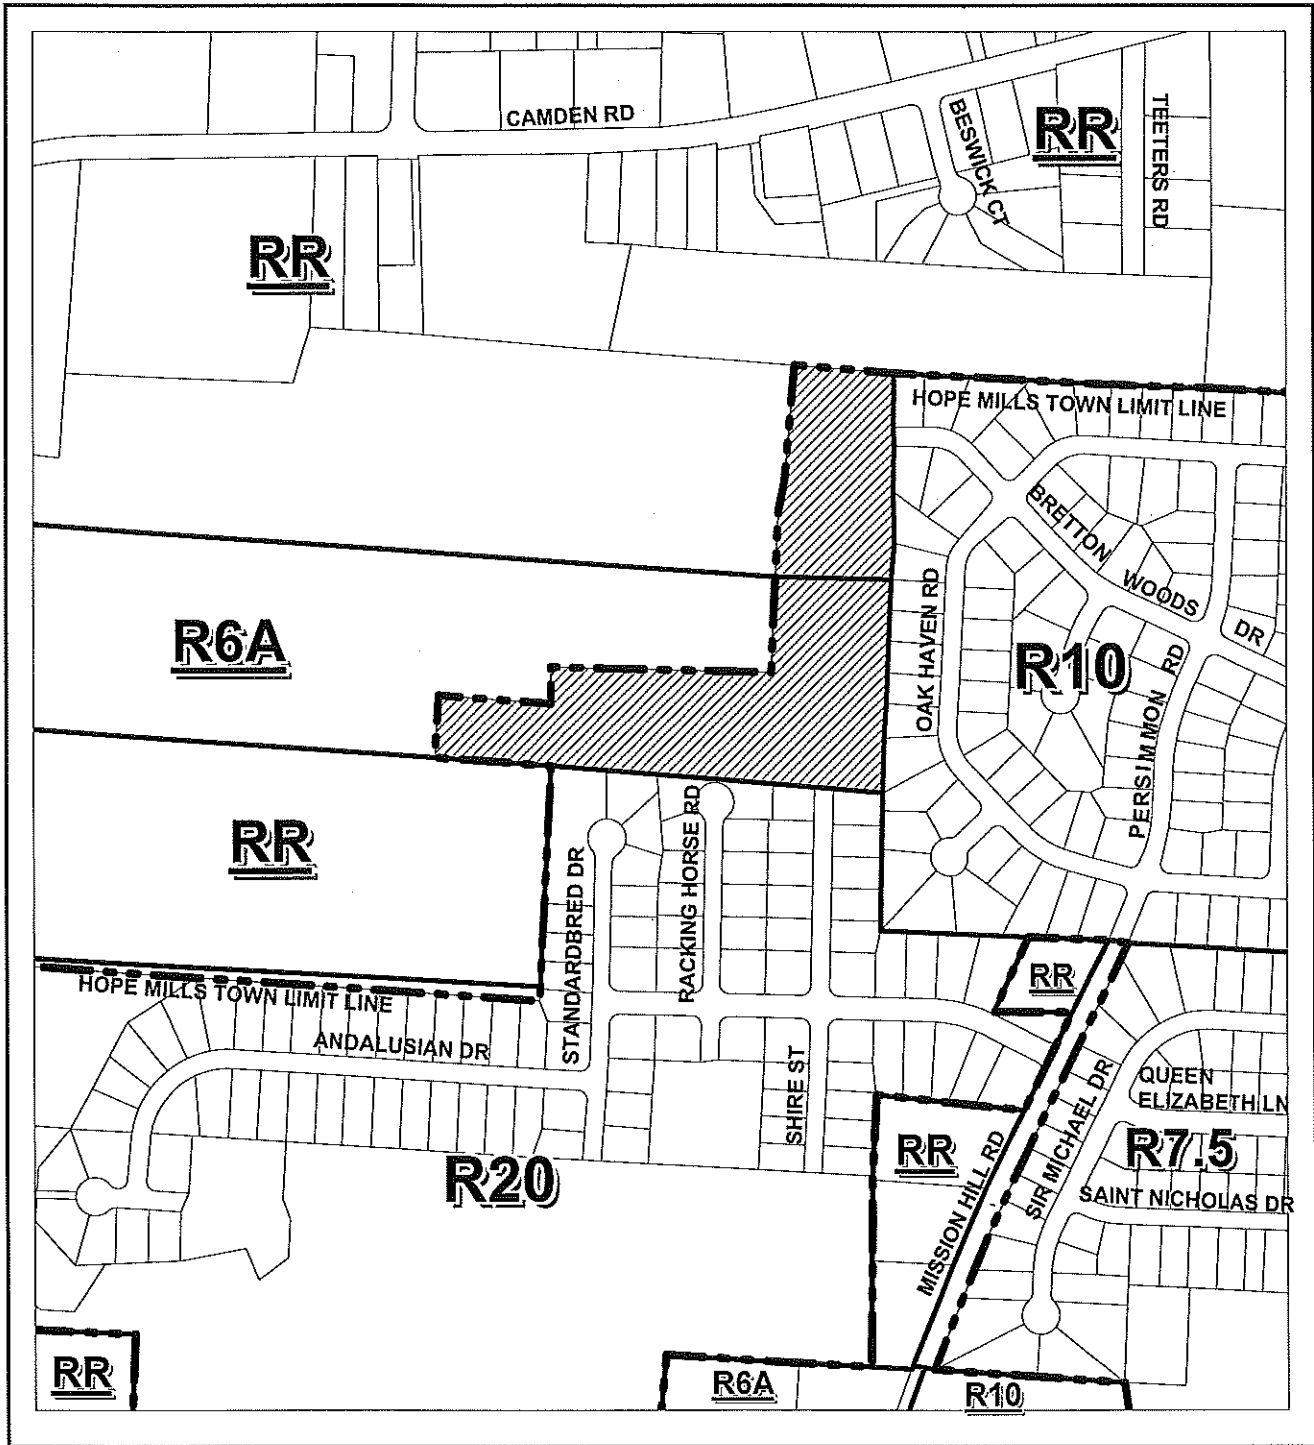 CAMDEN RD
BESWICK CT
RR
TEETERS RD
RR
HOPE MILLS TOWN LIMIT LINE
BRETTON WOODS DR
R6A
OAK HAVEN RD
R10
PERSIMMON RD
RR
STANDARDBRED DR
RACKING HORSE RD
RR
HOPE MILLS TOWN LIMIT LINE
ANDALUSIAN DR
SHIRE ST
SIR MICHAEL DR
QUEEN
ELIZABETH LN
R20
RR
MISSION HILL RD
R7.5
SAINT NICHOLAS DR
RR
R6A
R10